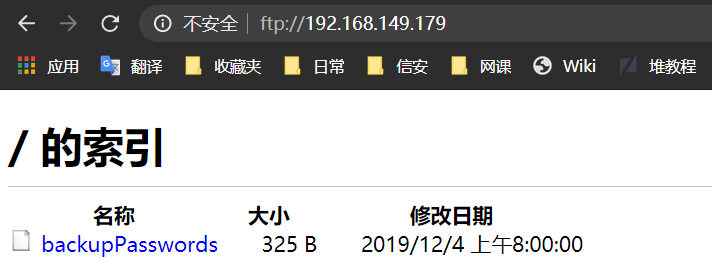 不安全 ftp://192.168.149.179
应用 翻译 收藏夹 日常 信安 网课 Wiki 堆教程
/ 的索引
名称 大小 修改日期
backupPasswords 325 B 2019/12/4 上午8:00:00